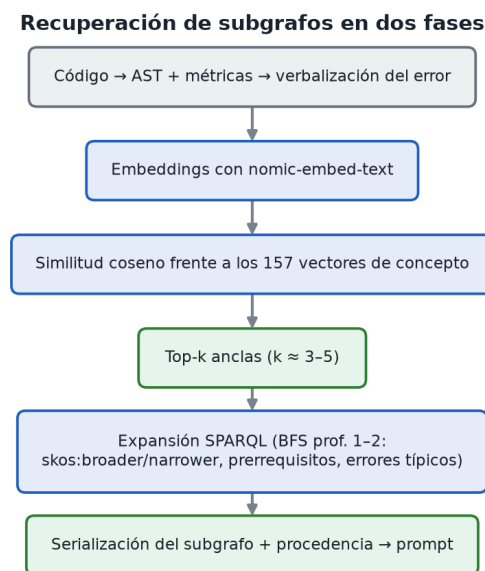 Recuperación de subgrafos en dos fases
Código → AST + métricas → verbalización del error
Embeddings con nomic-embed-text
Similitud coseno frente a los 157 vectores de concepto
Top-k anclas (k ≈ 3–5)
Expansión SPARQL (BFS prof. 1–2:
skos:broader/narrower, prerrequisitos, errores típicos)
Serialización del subgrafo + procedencia → prompt